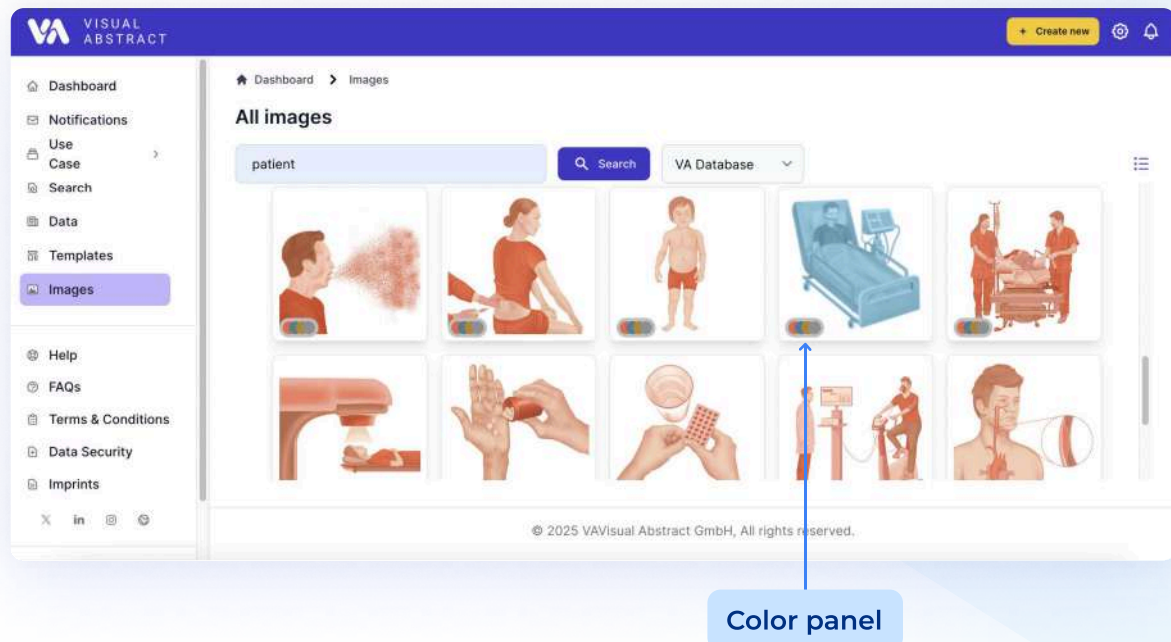 VISUAL
ABSTRACT
+ Create new
Dashboard
Notifications
Use
Case
Search
Data
Templates
Images
Help
FAQs
Terms & Conditions
Data Security
Imprints
Dashboard > Images
All images
patient
Search
VA Database
© 2025 VAVisual Abstract GmbH, All rights reserved.
Color panel